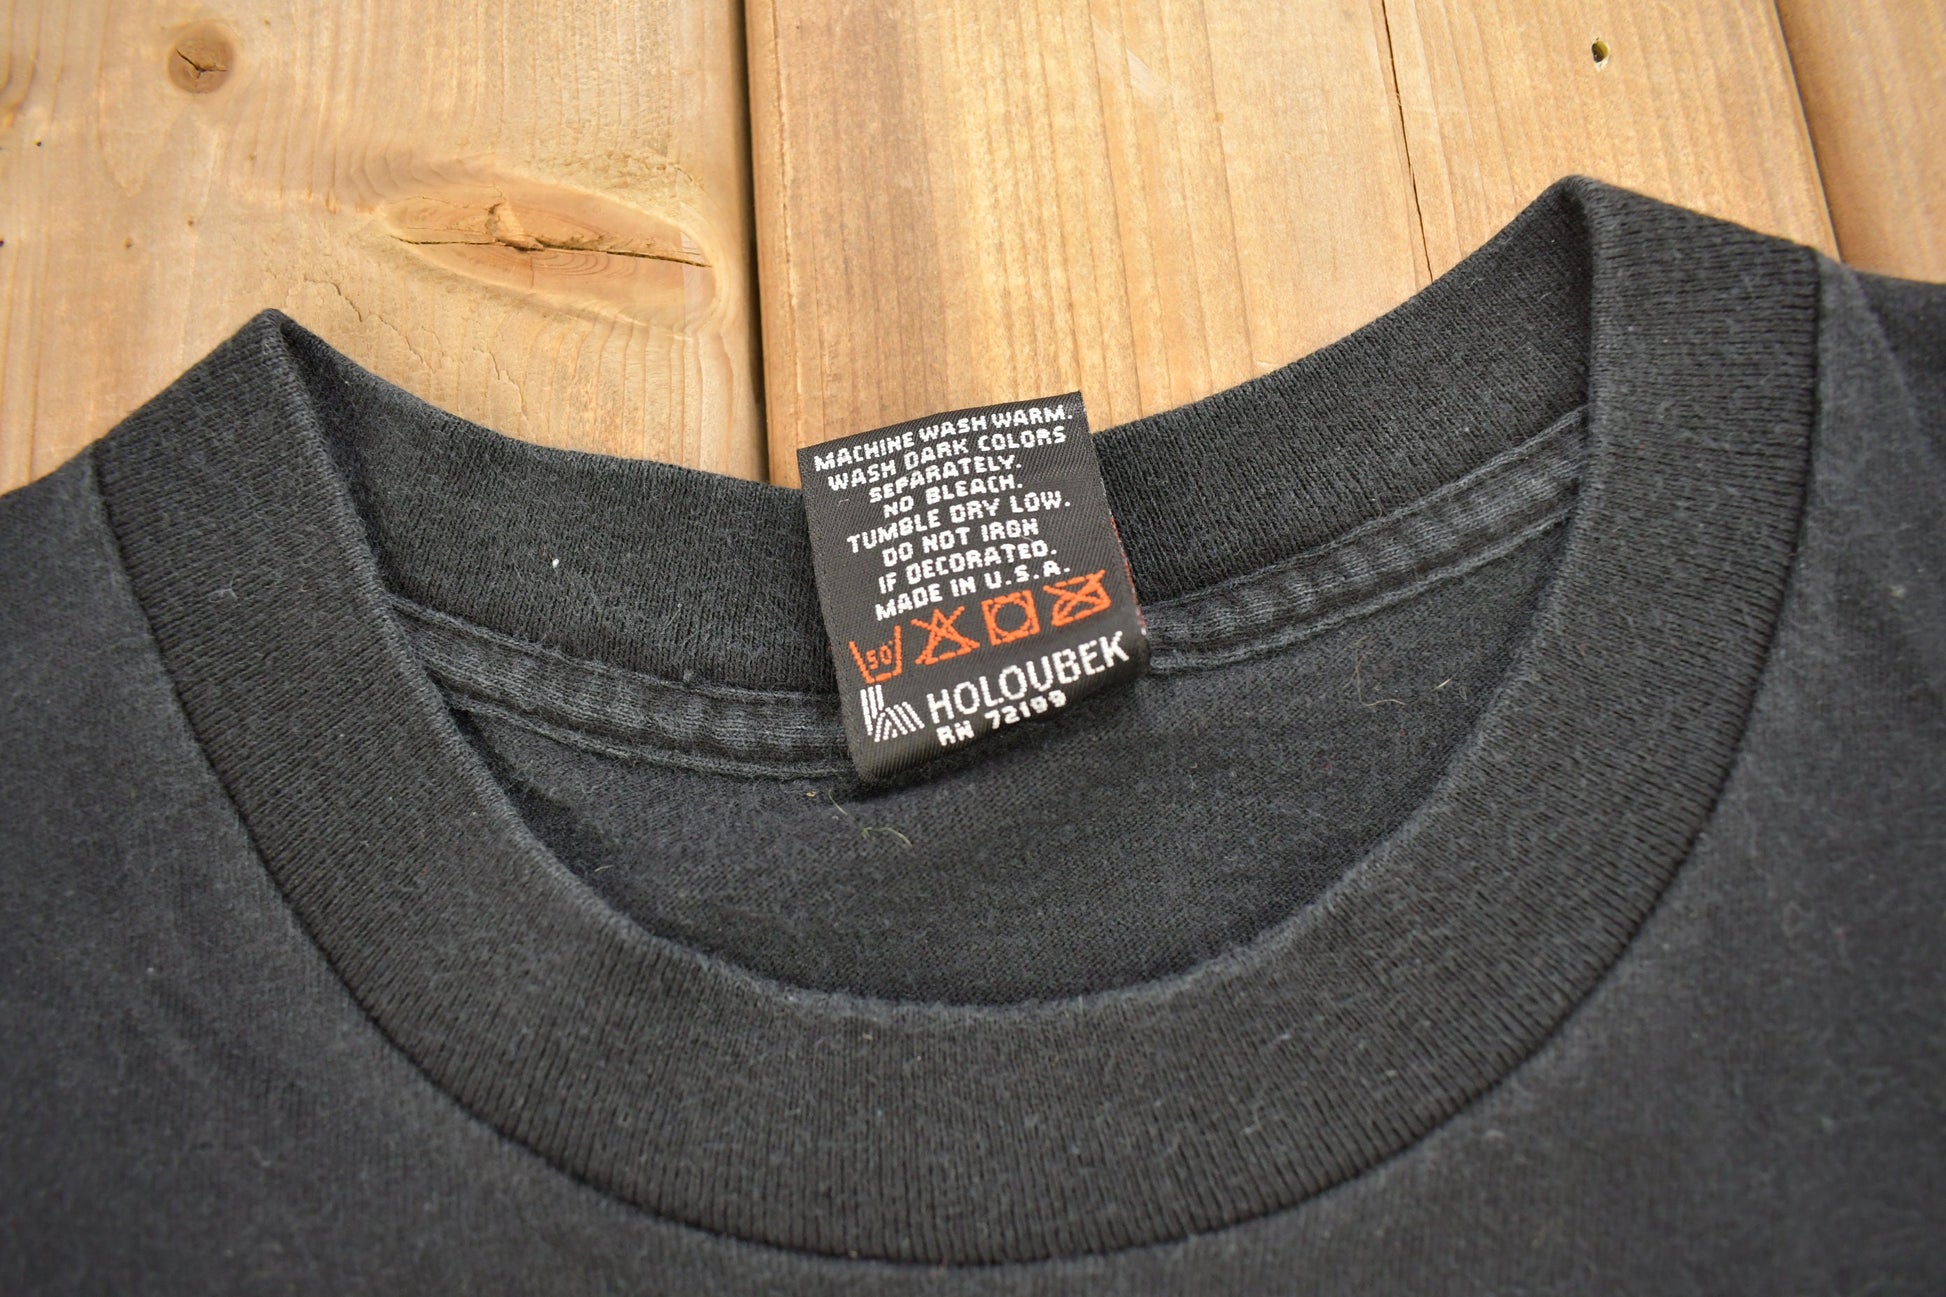 MACHINE WASH WARM.
WASH DARK COLORS
SEPARATELY.
NO BLEACH.
TUMBLE DRY LOW.
DO NOT IRON
IF DECORATED.
MADE IN U.S.A.
50
HOLOUBEK
RN 72199